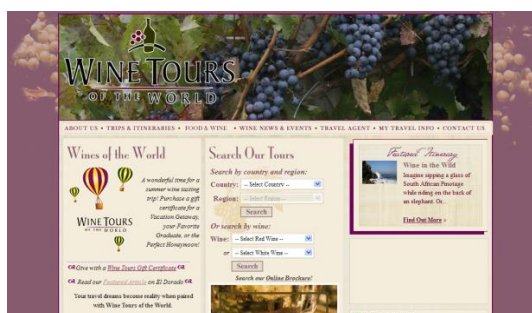 WINE TOURS
OF THE WORLD
ABOUT US • TRIPS & ITINERARIES • FOOD & WINE • WINE NEWS & EVENTS • TRAVEL AGENT • MY TRAVEL INFO • CONTACT US
Wines of the World
A wonderful time for a
summer wine tasting
trip! Purchase a gift
certificate for a
Vacation Getaway,
your Favorite
Graduate, or the
Perfect Honeymoon!
WINE TOURS
OF THE WORLD
Give with a Wine Tours Gift Certificate
Read our Featured Article on El Dorado
Your travel dreams become reality when paired
with Wine Tours of the World.
Search Our Tours
Search by country and region:
Country: -- Select Country --
Region: -- Select Region --
Search
Or search by wine:
Wine: -- Select Red Wine --
or -- Select White Wine --
Search
Search our Online Brochure!
Featured Itinerary
Wine in the Wild
Imagine sipping a glass of
South African Pinotage
while riding on the back of
an elephant. Or...
Find Out More »